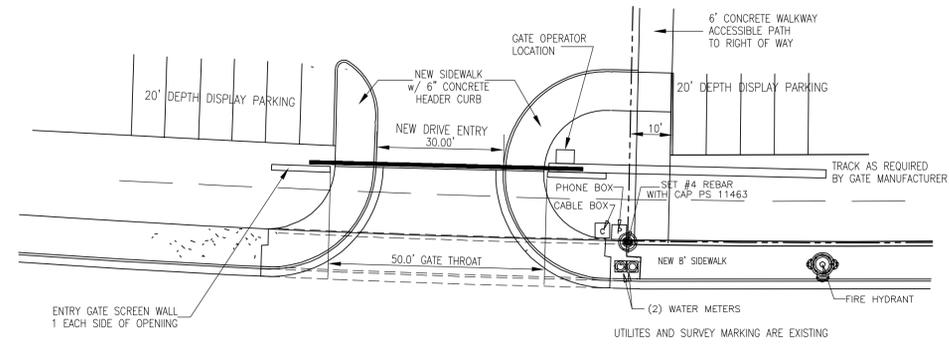 6' CONCRETE WALKWAY
ACCESSIBLE PATH
TO RIGHT OF WAY
GATE OPERATOR
LOCATION
NEW SIDEWALK
w/ 6" CONCRETE
HEADER CURB
20' DEPTH DISPLAY PARKING
20' DEPTH DISPLAY PARKING
NEW DRIVE ENTRY
30.00'
10'
TRACK AS REQUIRED
BY GATE MANUFACTURER
PHONE BOX
SET #4 REBAR
WITH CAP PS 11463
CABLE BOX
50.0' GATE THROAT
NEW 8' SIDEWALK
ENTRY GATE SCREEN WALL
1 EACH SIDE OF OPENING
(2) WATER METERS
FIRE HYDRANT
UTILITES AND SURVEY MARKING ARE EXISTING